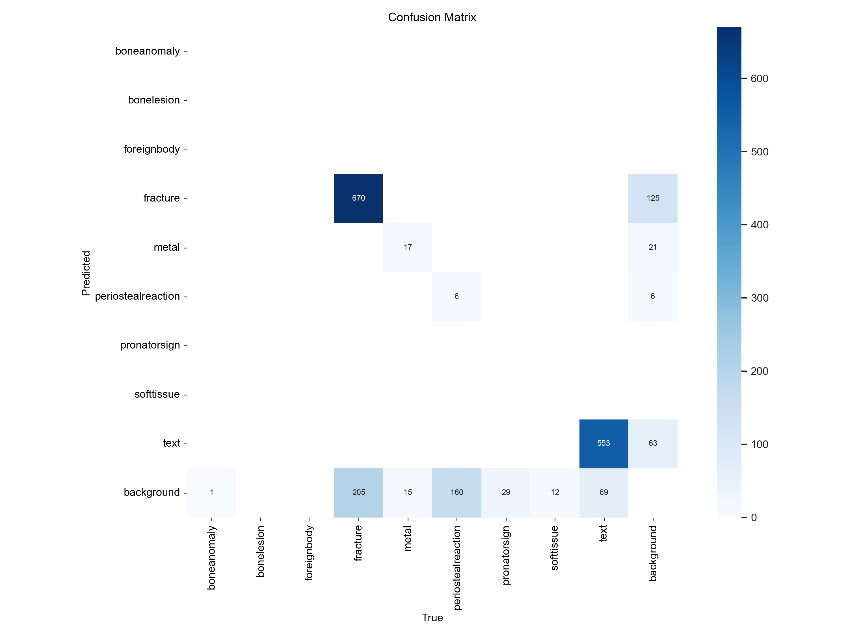 Confusion Matrix
boneanomaly
bonelesion
foreignbody
fracture 670 125
metal 17 21
periostealreaction 6 6
pronatorsign
softtissue
text 553 63
background 1 205 15 160 29 12 69
Predicted
boneanomaly
bonelesion
foreignbody
fracture
metal
periostealreaction
pronatorsign
softtissue
text
background
True
600
500
400
300
200
100
0